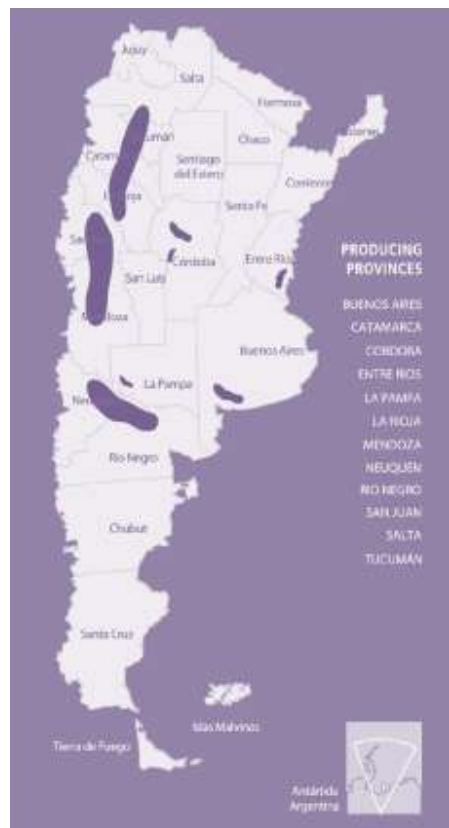 Jujuy
Salta
Formosa
Chaco
Santiago
del Estero
Corrientes
Santa Fe
Córdoba
Entre Ríos
San Luis
PRODUCING
PROVINCES
BUENOS AIRES
CATAMARCA
CORDOBA
ENTRE RIOS
LA PAMPA
LA RIOJA
MENDOZA
NEUQUEN
RIO NEGRO
SAN JUAN
SALTA
TUCUMAN
Buenos Aires
La Pampa
Río Negro
Chubut
Santa Cruz
Islas Malvinas
Tierra de Fuego
Antártida
Argentina